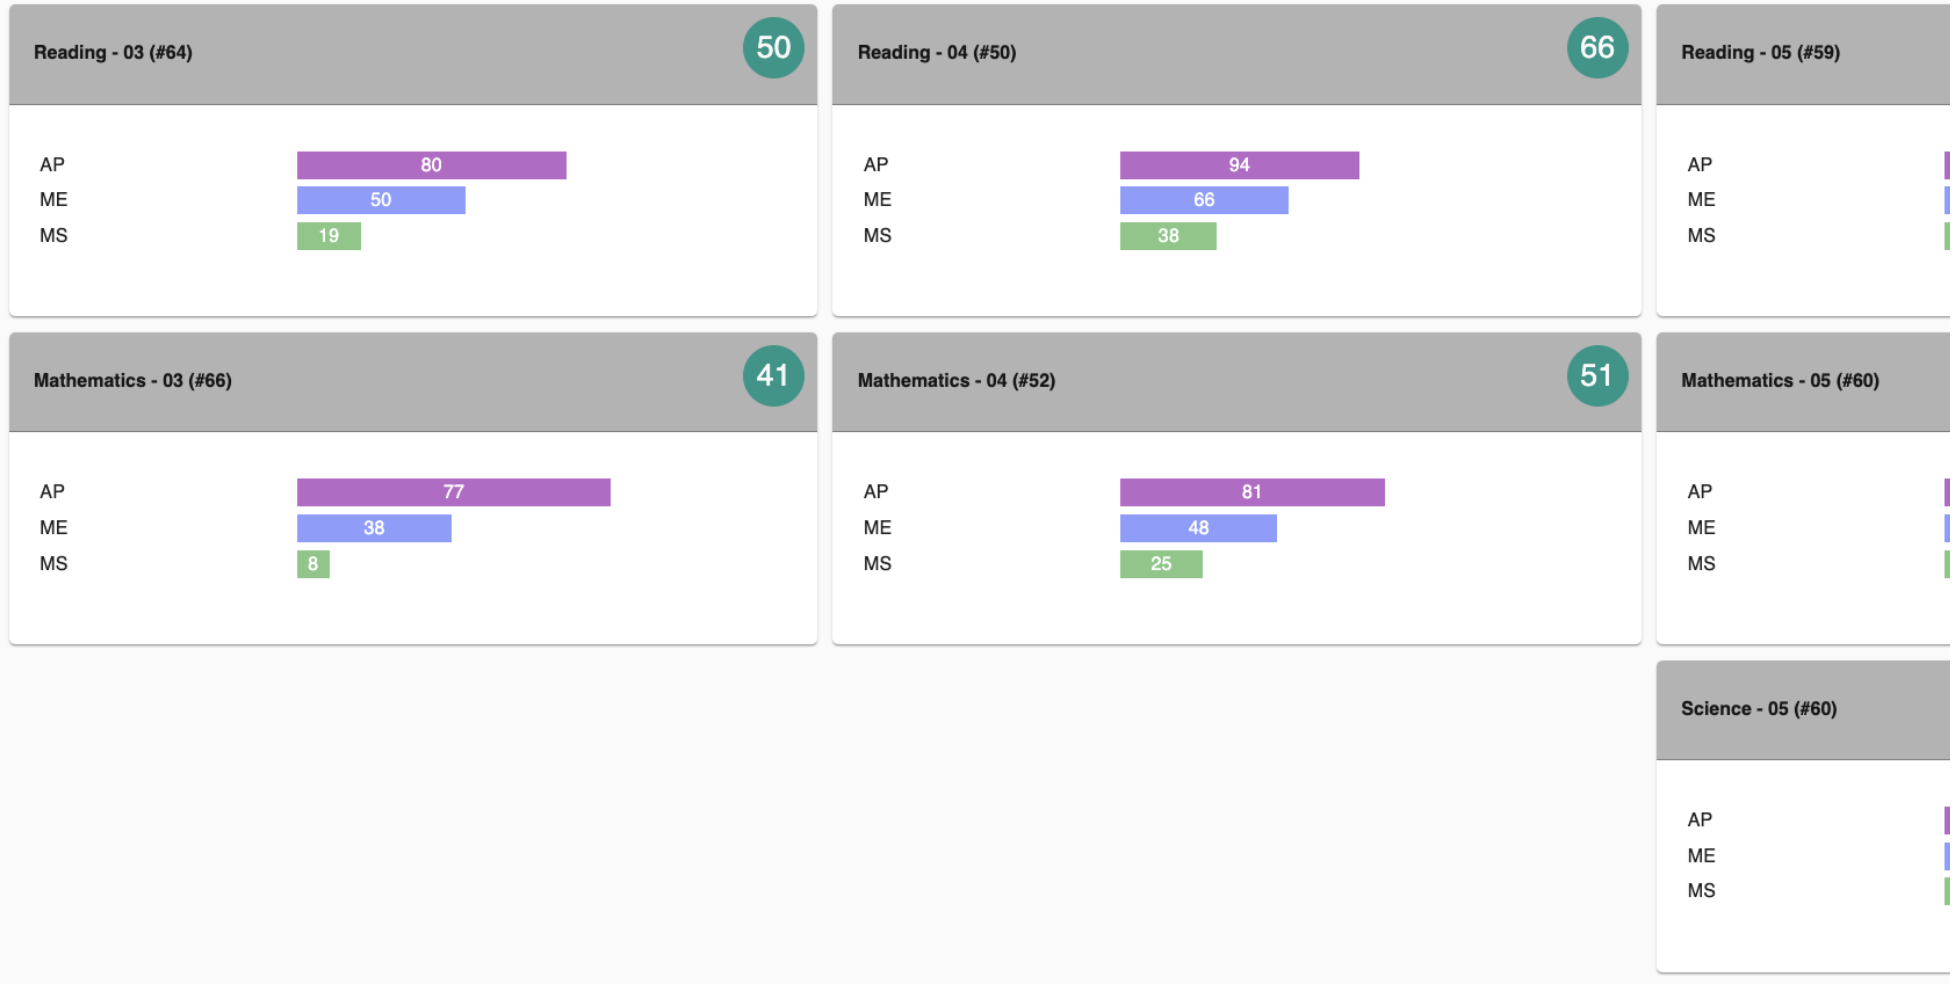 Reading - 03 (#64)
50
AP 80
ME 50
MS 19
Reading - 04 (#50)
66
AP 94
ME 66
MS 38
Reading - 05 (#59)
AP
ME
MS
Mathematics - 03 (#66)
41
AP 77
ME 38
MS 8
Mathematics - 04 (#52)
51
AP 81
ME 48
MS 25
Mathematics - 05 (#60)
AP
ME
MS
Science - 05 (#60)
AP
ME
MS